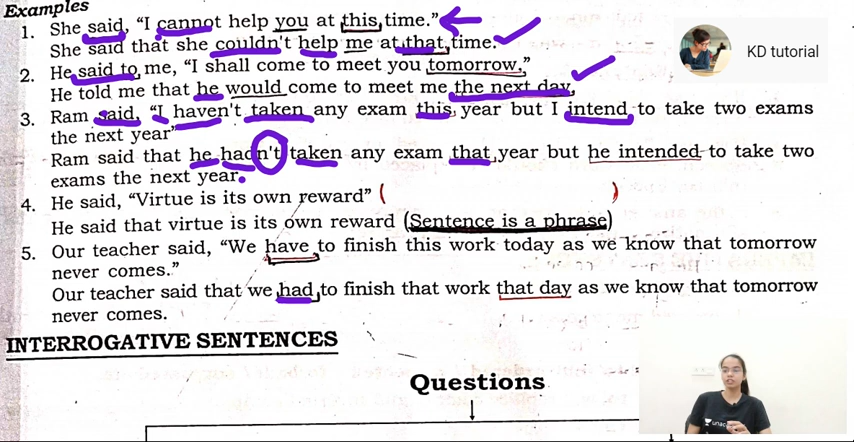 Examples
1. She said, “I cannot help you at this time.”
She said that she couldn't help me at that time.
2. He said to me, “I shall come to meet you tomorrow,”
He told me that he would come to meet me the next day.
3. Ram said, “I haven't taken any exam this year but I intend to take two exams
the next year”
Ram said that he hadn't taken any exam that year but he intended to take two
exams the next year.
4. He said, “Virtue is its own reward” ( )
He said that virtue is its own reward (Sentence is a phrase)
5. Our teacher said, “We have to finish this work today as we know that tomorrow
never comes.”
Our teacher said that we had to finish that work that day as we know that tomorrow
never comes.
INTERROGATIVE SENTENCES
Questions
KD tutorial